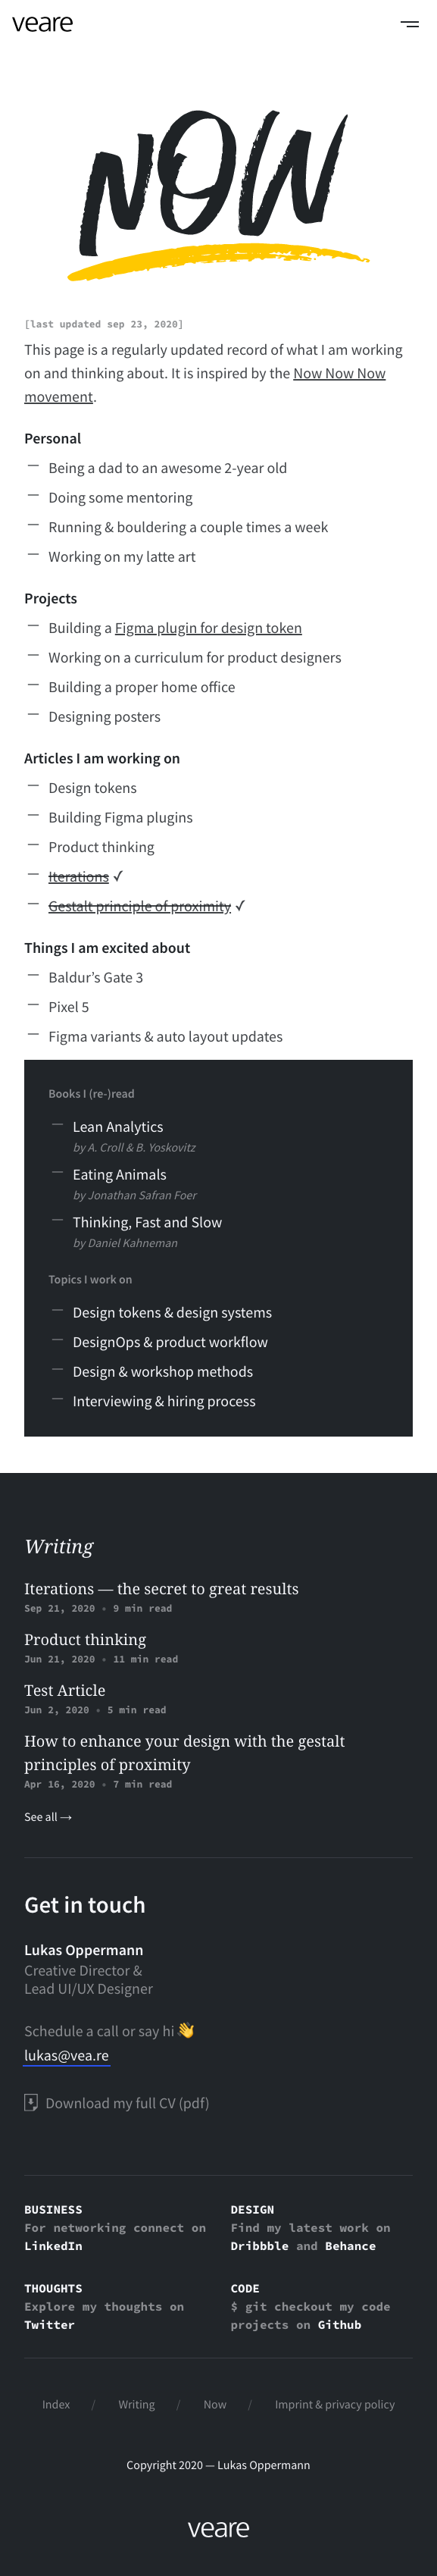 veare
NOW
[last updated sep 23, 2020]
This page is a regularly updated record of what I am working
on and thinking about. It is inspired by the Now Now Now
movement.
Personal
— Being a dad to an awesome 2-year old
— Doing some mentoring
— Running & bouldering a couple times a week
— Working on my latte art
Projects
— Building a Figma plugin for design token
— Working on a curriculum for product designers
— Building a proper home office
— Designing posters
Articles I am working on
— Design tokens
— Building Figma plugins
— Product thinking
— Iterations ✓
— Gestalt principle of proximity ✓
Things I am excited about
— Baldur’s Gate 3
— Pixel 5
— Figma variants & auto layout updates
Books I (re-)read
— Lean Analytics
by A. Croll & B. Yoskovitz
— Eating Animals
by Jonathan Safran Foer
— Thinking, Fast and Slow
by Daniel Kahneman
Topics I work on
— Design tokens & design systems
— DesignOps & product workflow
— Design & workshop methods
— Interviewing & hiring process
Writing
Iterations — the secret to great results
Sep 21, 2020 • 9 min read
Product thinking
Jun 21, 2020 • 11 min read
Test Article
Jun 2, 2020 • 5 min read
How to enhance your design with the gestalt
principles of proximity
Apr 16, 2020 • 7 min read
See all →
Get in touch
Lukas Oppermann
Creative Director &
Lead UI/UX Designer
Schedule a call or say hi 👋
lukas@vea.re
Download my full CV (pdf)
BUSINESS
For networking connect on
LinkedIn
DESIGN
Find my latest work on
Dribbble and Behance
THOUGHTS
Explore my thoughts on
Twitter
CODE
$ git checkout my code
projects on Github
Index / Writing / Now / Imprint & privacy policy
Copyright 2020 — Lukas Oppermann
veare